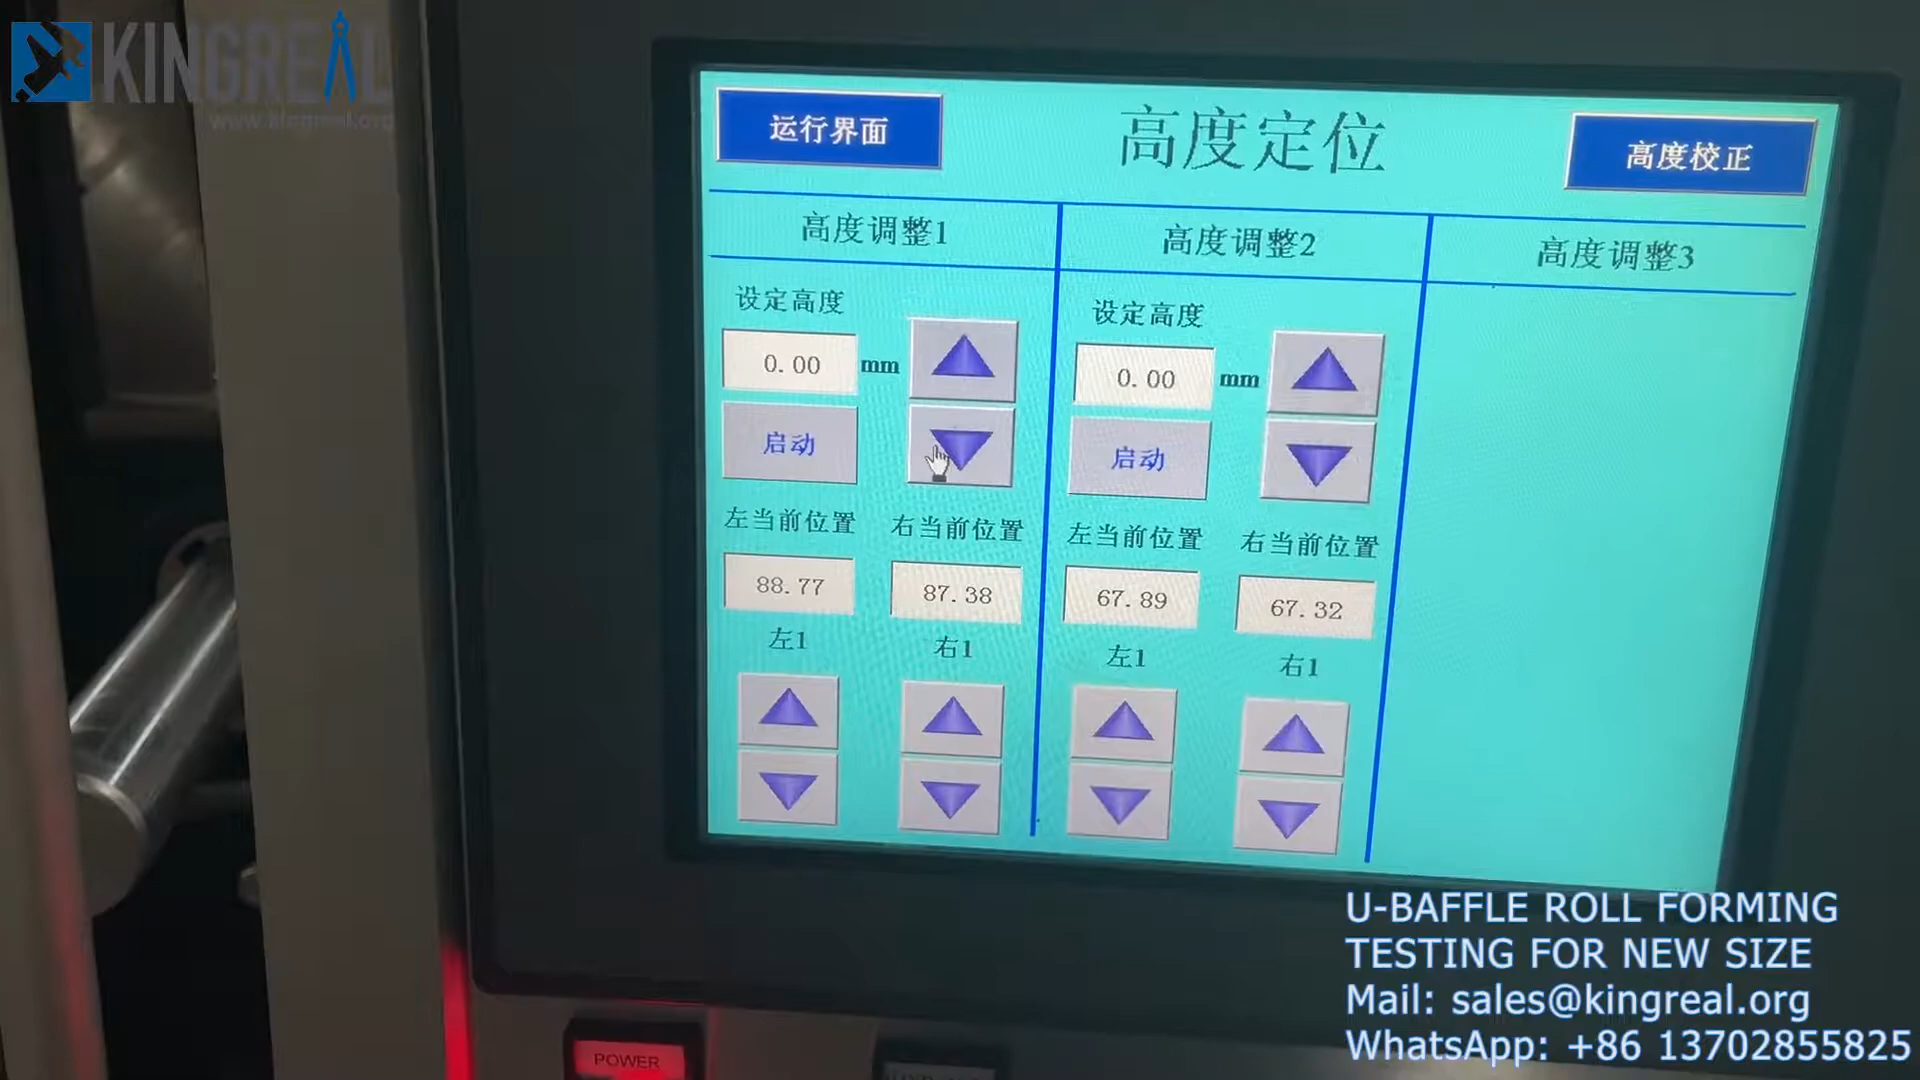 KINGREAL
www.kingreal.org
运行界面
高度定位
高度校正
高度调整1
高度调整2
高度调整3
设定高度
设定高度
0.00 mm
0.00 mm
启动
启动
左当前位置 右当前位置
左当前位置 右当前位置
88.77 87.38
67.89 67.32
左1 右1
左1 右1
POWER
U-BAFFLE ROLL FORMING
TESTING FOR NEW SIZE
Mail: sales@kingreal.org
WhatsApp: +86 13702855825